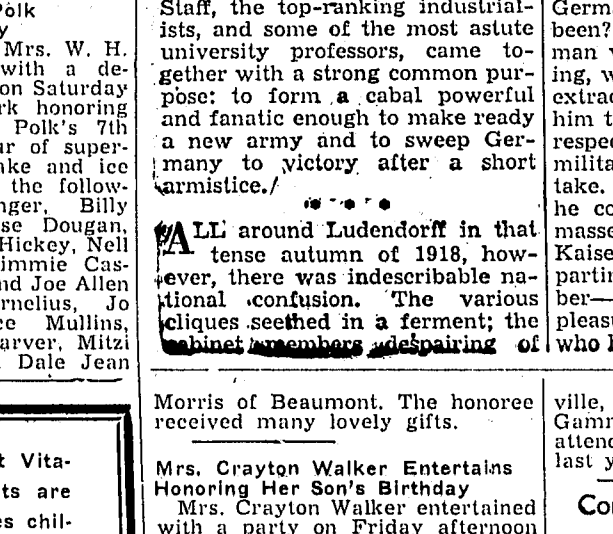 Polk
y
Mrs. W. H.
with a de-
on Saturday
rk honoring
Polk's 7th
ur of super-
ake and ice
the follow-
nger, Billy
se Dougan,
Hickey, Nell
immie Cas-
nd Joe Allen
rnelius, Jo
ce Mullins,
arver, Mitzi
Dale Jean
t Vita-
ts are
es chil-
Staff, the top-ranking industrial-
ists, and some of the most astute
university professors, came to-
gether with a strong common pur-
pose: to form a cabal powerful
and fanatic enough to make ready
a new army and to sweep Ger-
many to victory after a short
armistice.
ALL around Ludendorff in that
tense autumn of 1918, how-
ever, there was indescribable na-
tional confusion. The various
cliques seethed in a ferment; the
cabinet members despairing of
Morris of Beaumont. The honoree
received many lovely gifts.
Mrs. Crayton Walker Entertains
Honoring Her Son's Birthday
Mrs. Crayton Walker entertained
with a party on Friday afternoon
Germ
been?
man
ing, w
extrac
him t
respec
milita
take.
he co
masse
Kaise
partin
ber—
pleasu
who h
ville,
Gamm
attend
last y
Co